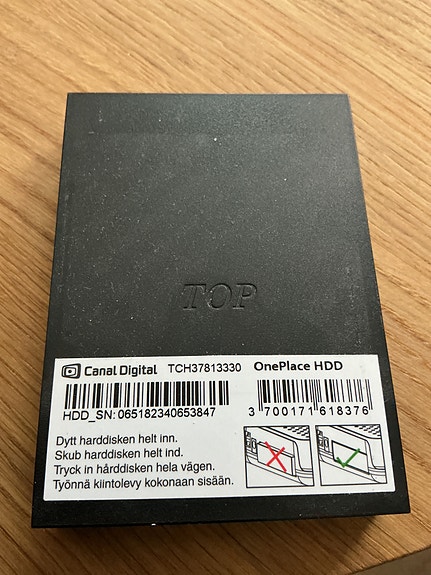 TOP
Canal Digital TCH37813330 OnePlace HDD
HDD_SN:065182340653847
3 700171 618376
Dytt harddisken helt inn.
Skub harddisken helt ind.
Tryck in hårddisken hela vägen.
Työnnä kiintolevy kokonaan sisään.